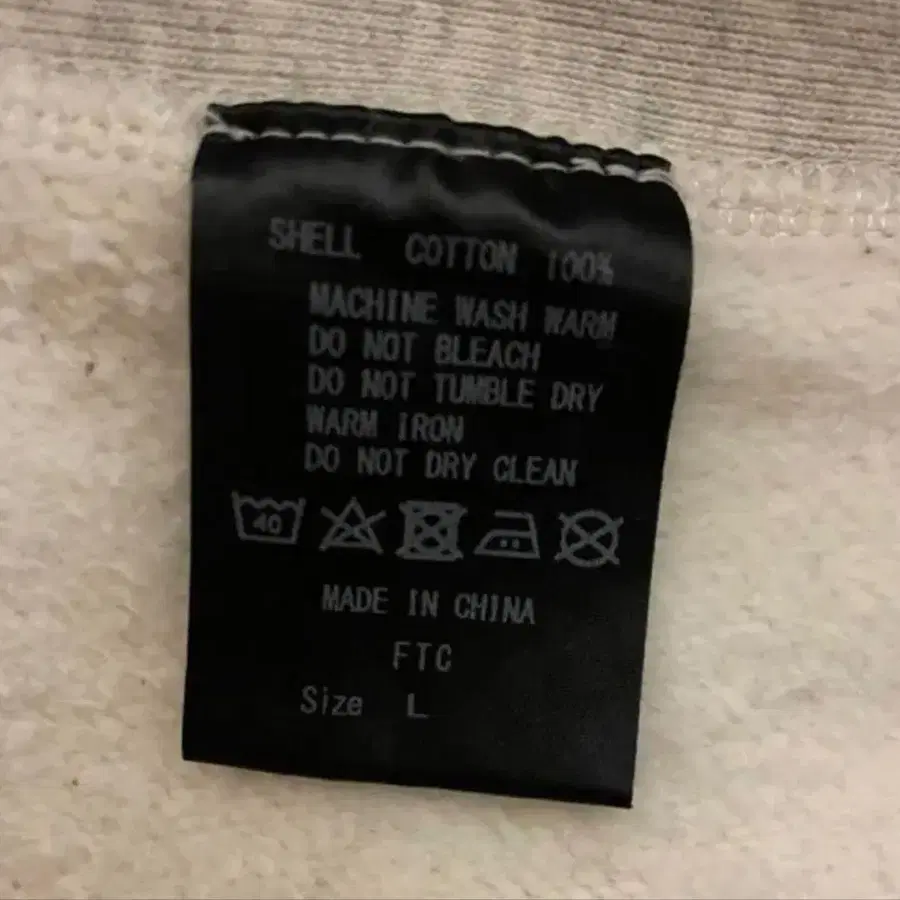 SHELL COTTON 100%
MACHINE WASH WARM
DO NOT BLEACH
DO NOT TUMBLE DRY
WARM IRON
DO NOT DRY CLEAN
40
MADE IN CHINA
FTC
Size L